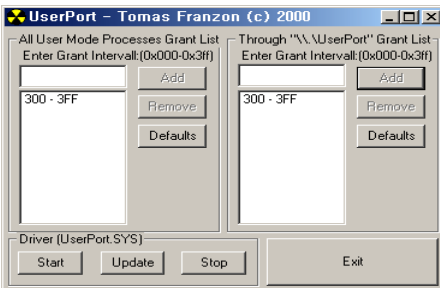 UserPort - Tomas Franzon (c) 2000
All User Mode Processes Grant List
Enter Grant Intervall:(0x000-0x3ff)
Add
300 - 3FF
Remove
Defaults
Through "\\.\UserPort" Grant List
Enter Grant Intervall:(0x000-0x3ff)
Add
300 - 3FF
Remove
Defaults
Driver (UserPort.SYS)
Start
Update
Stop
Exit